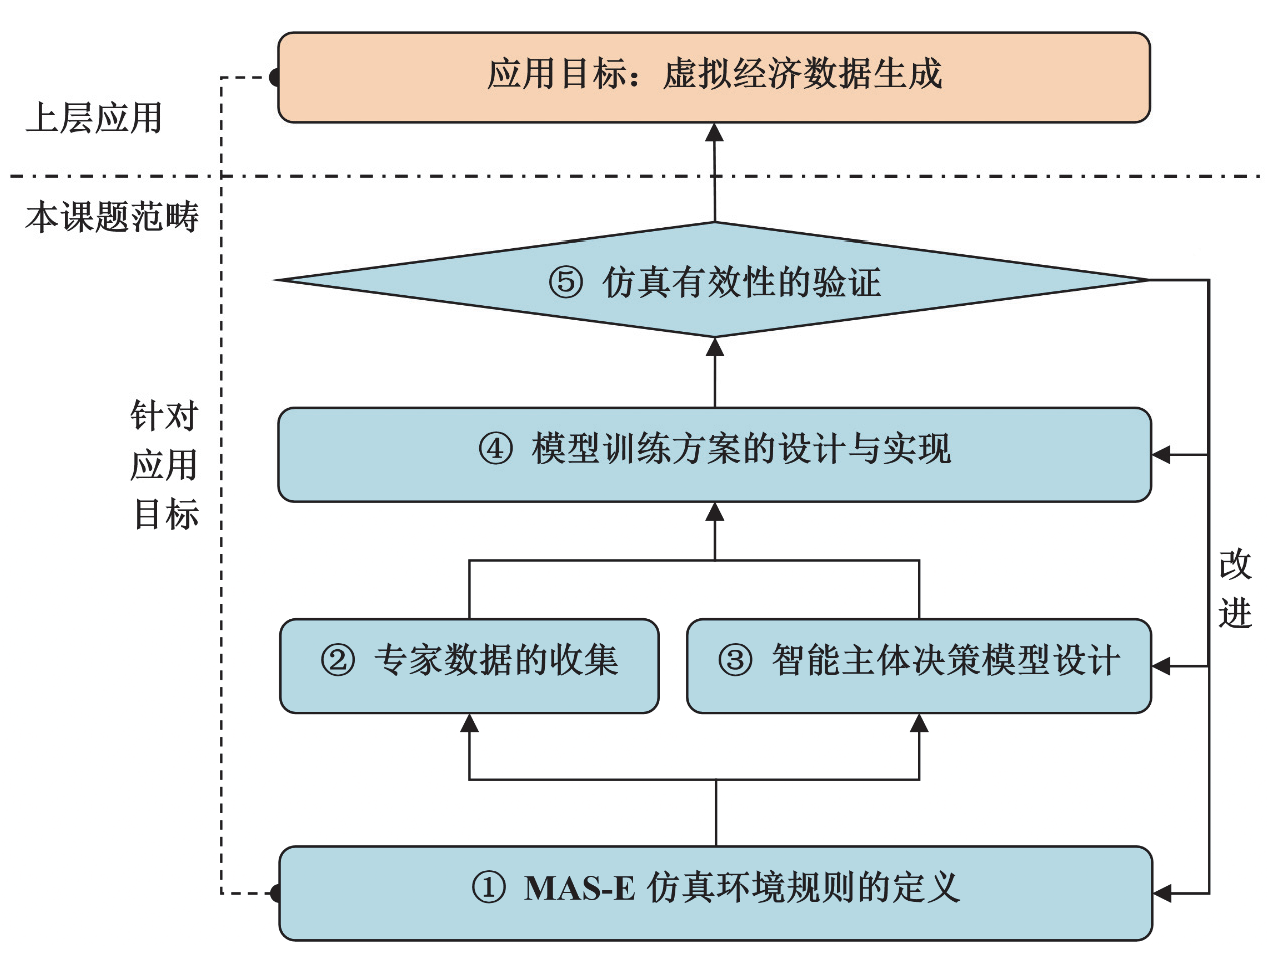 应用目标：虚拟经济数据生成
上层应用
本课题范畴
⑤ 仿真有效性的验证
针对
应用
目标
④ 模型训练方案的设计与实现
改
进
② 专家数据的收集
③ 智能主体决策模型设计
① MAS-E 仿真环境规则的定义